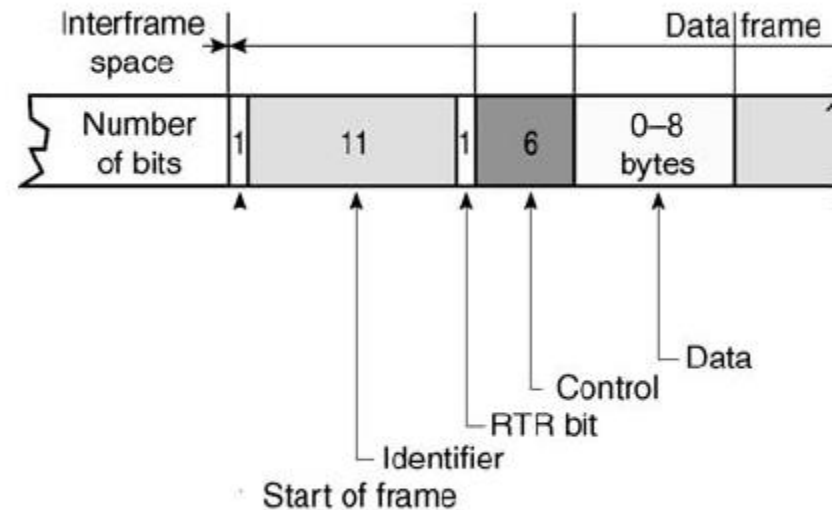 Interframe
space
Data frame
Number
of bits
1
11
1
6
0–8
bytes
Data
Control
RTR bit
Identifier
Start of frame